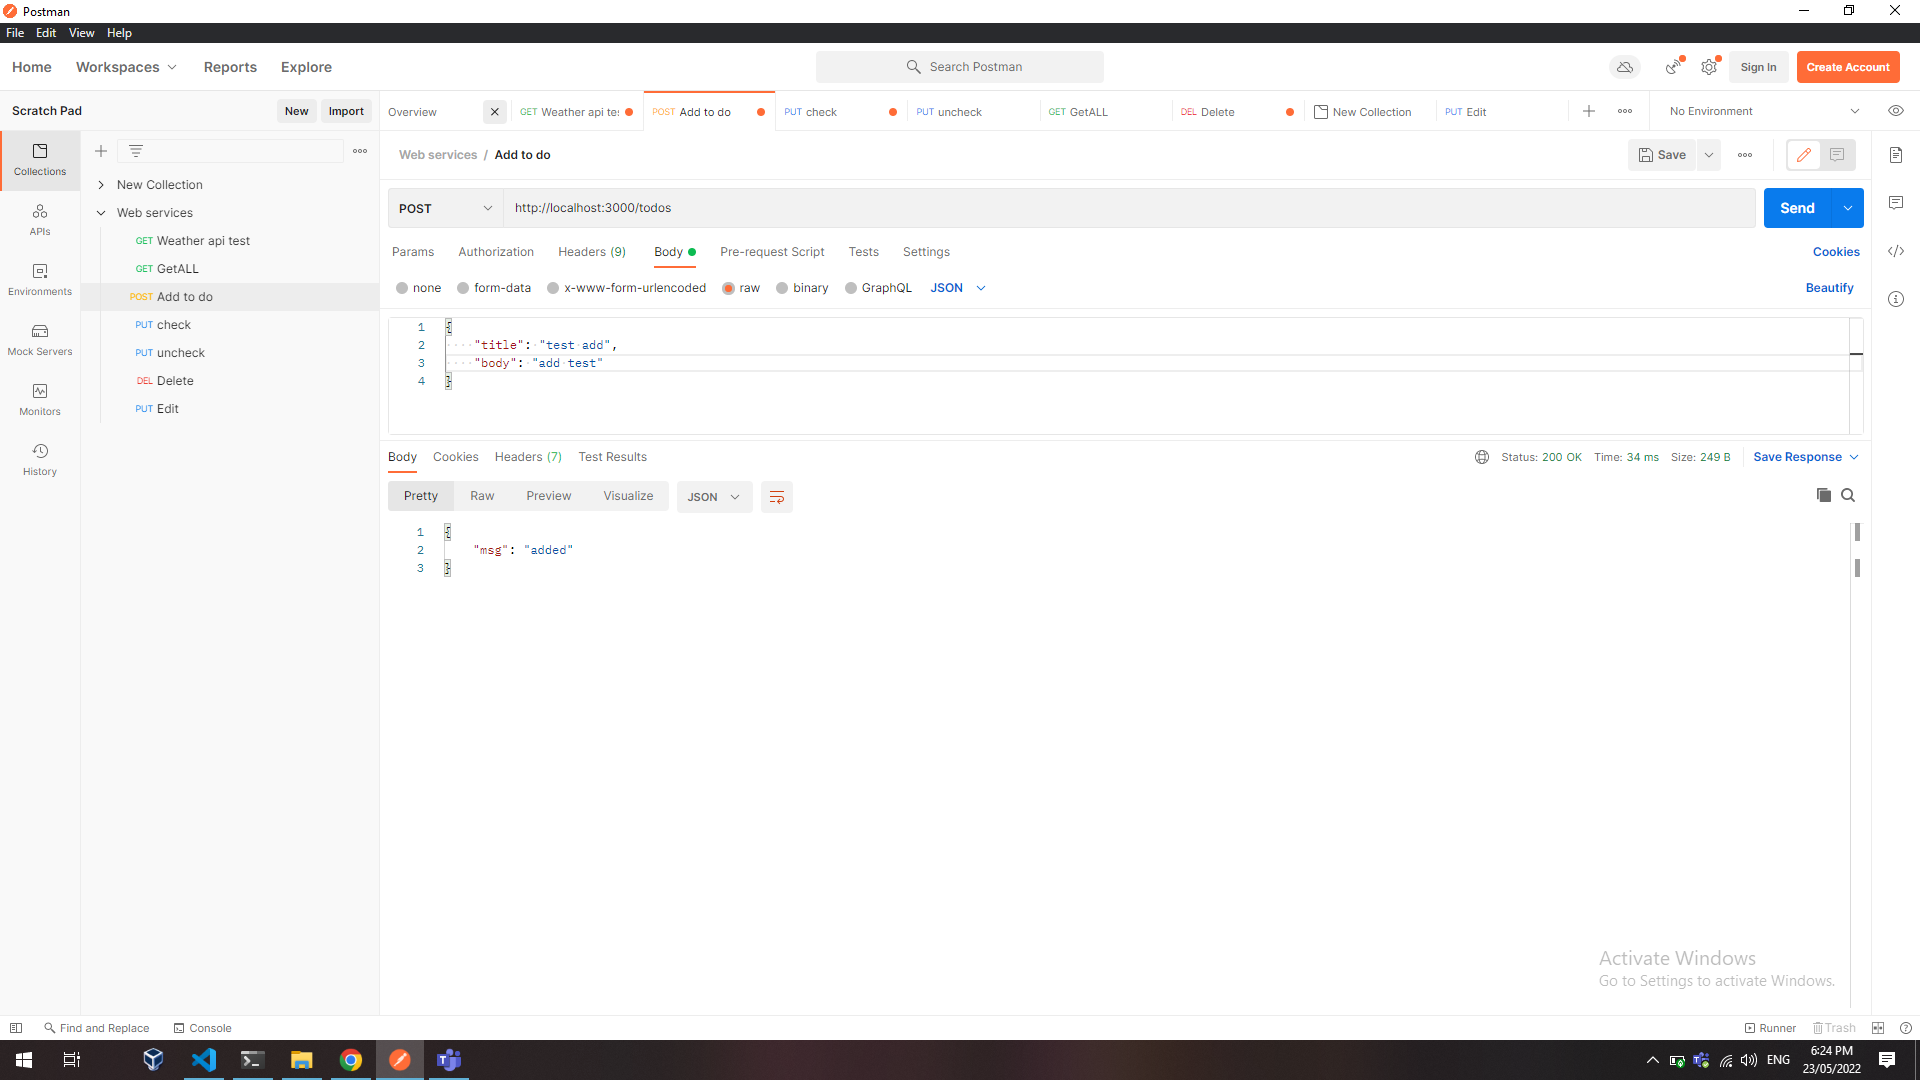 Postman
File Edit View Help
Home Workspaces Reports Explore Search Postman Sign In Create Account
Scratch Pad New Import
Overview GET Weather api te POST Add to do PUT check PUT uncheck GET GetALL DEL Delete New Collection PUT Edit No Environment
Web services / Add to do Save
Collections
APIs
Environments
Mock Servers
Monitors
History
New Collection
Web services
GET Weather api test
GET GetALL
POST Add to do
PUT check
PUT uncheck
DEL Delete
PUT Edit
POST http://localhost:3000/todos Send
Params Authorization Headers (9) Body Pre-request Script Tests Settings Cookies
none form-data x-www-form-urlencoded raw binary GraphQL JSON Beautify
1 {
2 "title": "test add",
3 "body": "add test"
4 }
Body Cookies Headers (7) Test Results Status: 200 OK Time: 34 ms Size: 249 B Save Response
Pretty Raw Preview Visualize JSON
1 {
2 "msg": "added"
3 }
Activate Windows
Go to Settings to activate Windows.
Find and Replace Console Runner Trash
ENG 6:24 PM
23/05/2022